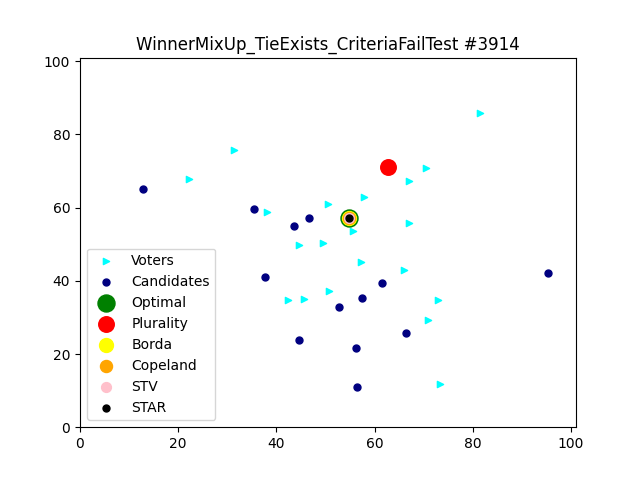 WinnerMixUp_TieExists_CriteriaFailTest #3914
100
80
60
40
20
0
Voters
Candidates
Optimal
Plurality
Borda
Copeland
STV
STAR
0 20 40 60 80 100